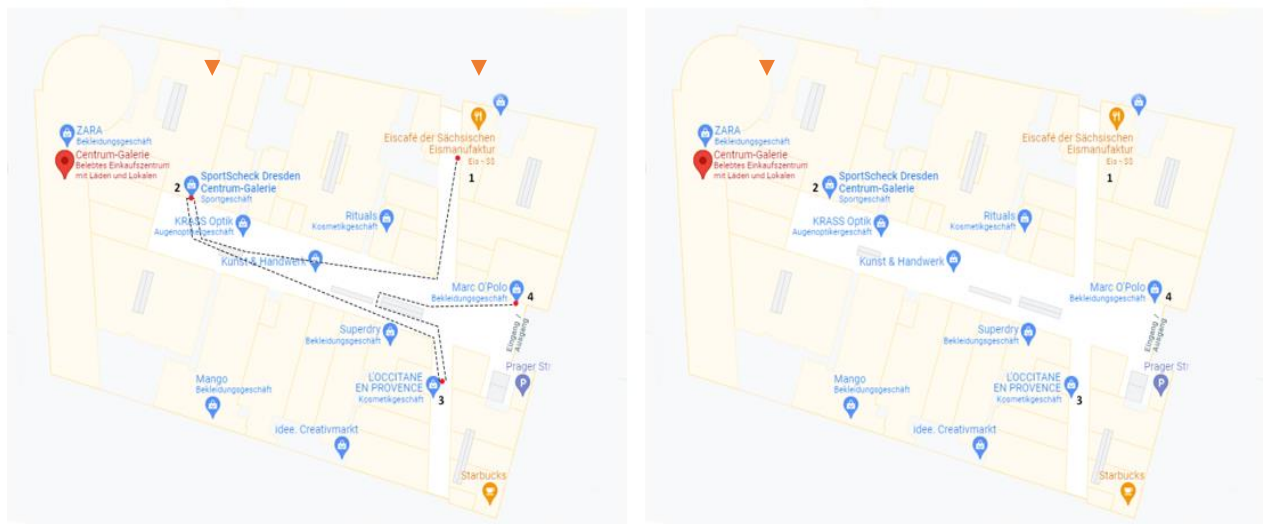 ZARA
Bekleidungsgeschäft
Centrum-Galerie
Belebtes Einkaufszentrum
mit Läden und Lokalen
2
SportScheck Dresden
Centrum-Galerie
Sportgeschäft
KRASS Optik
Augenoptikergeschäft
Kunst & Handwerk
Rituals
Kosmetikgeschäft
Eiscafé der Sächsischen
Eismanufaktur
Eis - $$
1
Marc O'Polo
Bekleidungsgeschäft
4
Eingang /
Ausgang
Superdry
Bekleidungsgeschäft
Prager Str
P
Mango
Bekleidungsgeschäft
L'OCCITANE
EN PROVENCE
Kosmetikgeschäft
3
idee. Creativmarkt
Starbucks
ZARA
Bekleidungsgeschäft
Centrum-Galerie
Belebtes Einkaufszentrum
mit Läden und Lokalen
2
SportScheck Dresden
Centrum-Galerie
Sportgeschäft
KRASS Optik
Augenoptikergeschäft
Kunst & Handwerk
Rituals
Kosmetikgeschäft
Eiscafé der Sächsischen
Eismanufaktur
Eis - $$
1
Marc O'Polo
Bekleidungsgeschäft
4
Eingang /
Ausgang
Superdry
Bekleidungsgeschäft
Prager Str
P
Mango
Bekleidungsgeschäft
L'OCCITANE
EN PROVENCE
Kosmetikgeschäft
3
idee. Creativmarkt
Starbucks